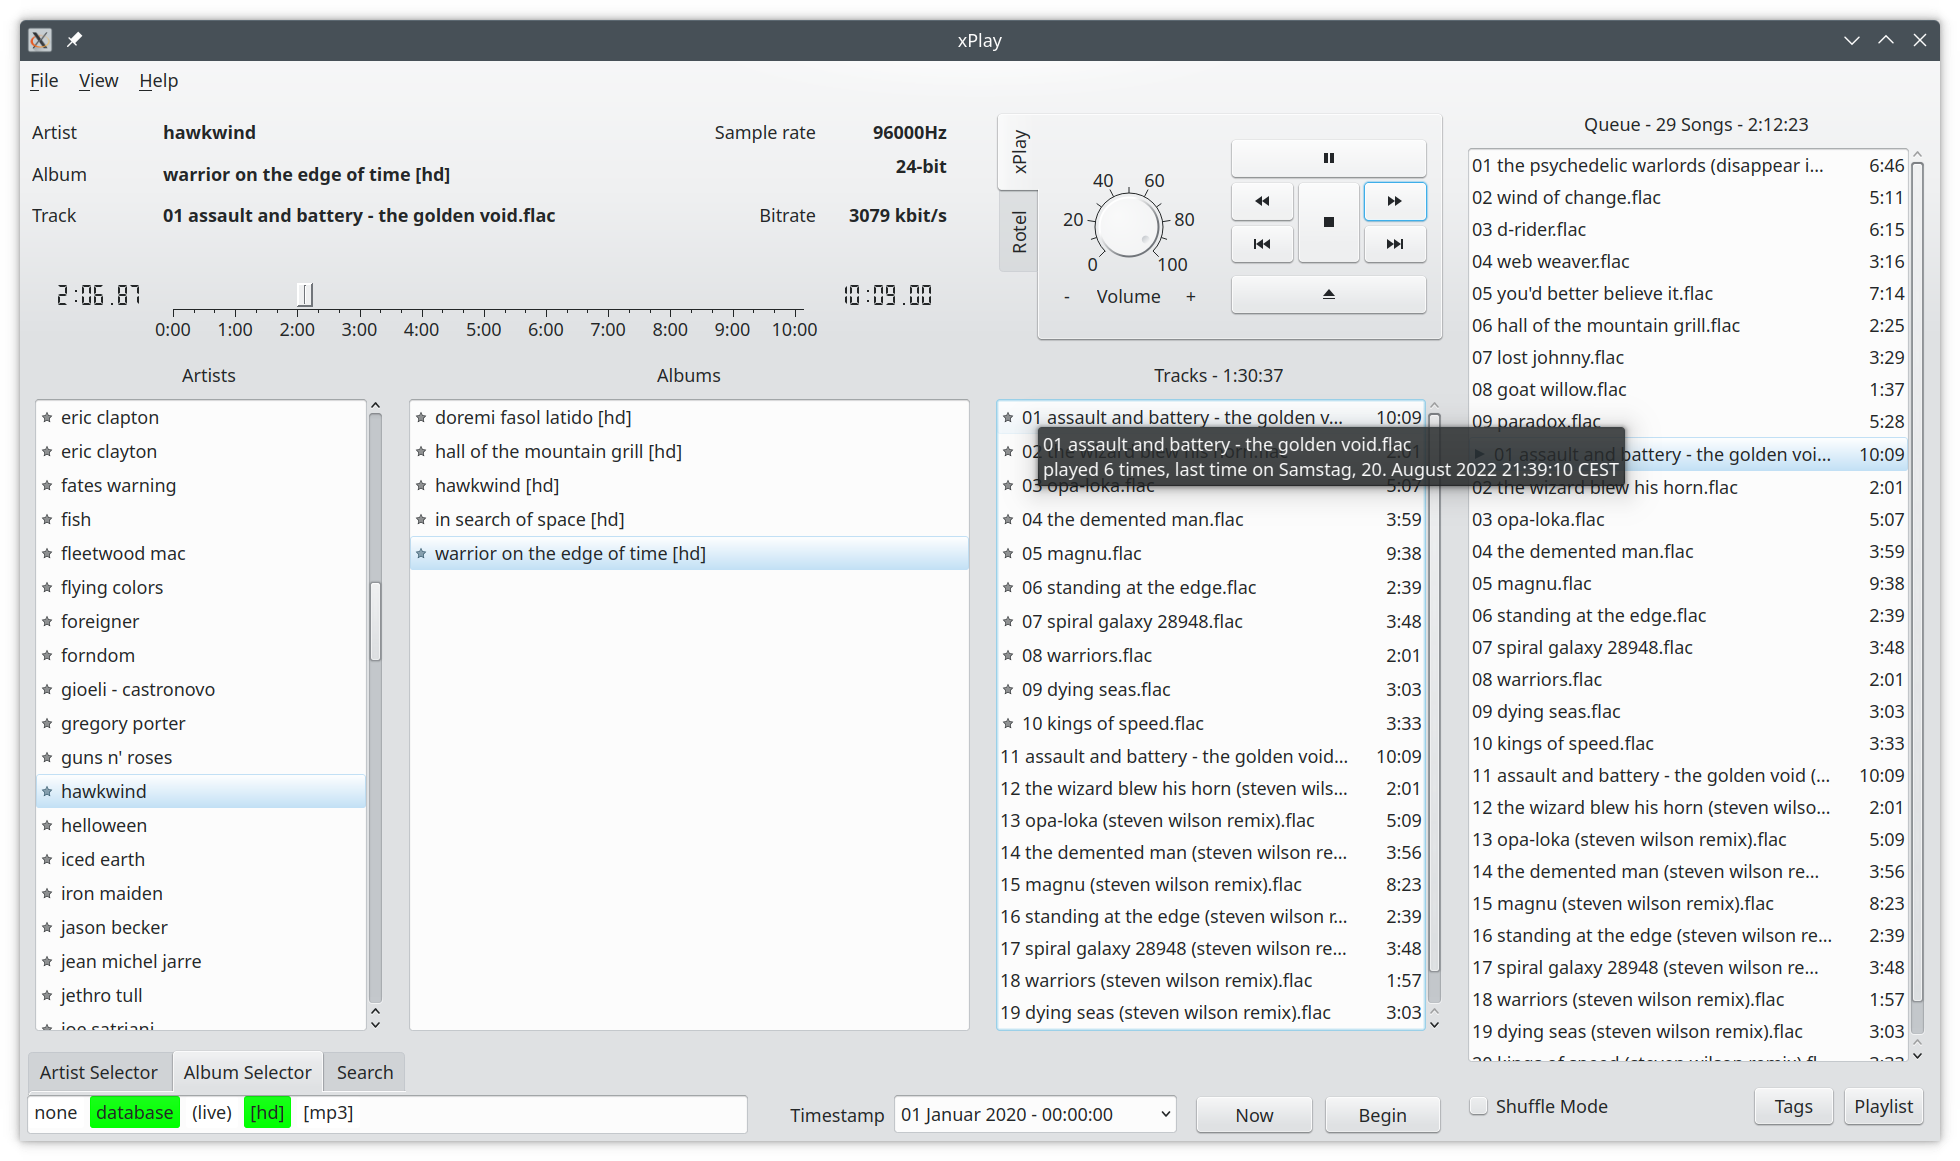 xPlay
File View Help
Artist hawkwind
Album warrior on the edge of time [hd]
Track 01 assault and battery - the golden void.flac
Sample rate 96000Hz
24-bit
Bitrate 3079 kbit/s
2:06.87
10:09.00
0:00 1:00 2:00 3:00 4:00 5:00 6:00 7:00 8:00 9:00 10:00
xPlay
Rotel
0 20 40 60 80 100
- Volume +
Artists
eric clapton
eric clayton
fates warning
fish
fleetwood mac
flying colors
foreigner
forndom
gioeli - castronovo
gregory porter
guns n' roses
hawkwind
helloween
iced earth
iron maiden
jason becker
jean michel jarre
jethro tull
joe satriani
Albums
doremi fasol latido [hd]
hall of the mountain grill [hd]
hawkwind [hd]
in search of space [hd]
warrior on the edge of time [hd]
Tracks - 1:30:37
01 assault and battery - the golden v... 10:09
02 the wizard blew his horn.flac 2:01
03 opa-loka.flac 5:07
04 the demented man.flac 3:59
05 magnu.flac 9:38
06 standing at the edge.flac 2:39
07 spiral galaxy 28948.flac 3:48
08 warriors.flac 2:01
09 dying seas.flac 3:03
10 kings of speed.flac 3:33
11 assault and battery - the golden void... 10:09
12 the wizard blew his horn (steven wils... 2:01
13 opa-loka (steven wilson remix).flac 5:09
14 the demented man (steven wilson re... 3:56
15 magnu (steven wilson remix).flac 8:23
16 standing at the edge (steven wilson r... 2:39
17 spiral galaxy 28948 (steven wilson re... 3:48
18 warriors (steven wilson remix).flac 1:57
19 dying seas (steven wilson remix).flac 3:03
01 assault and battery - the golden void.flac
played 6 times, last time on Samstag, 20. August 2022 21:39:10 CEST
Queue - 29 Songs - 2:12:23
01 the psychedelic warlords (disappear i... 6:46
02 wind of change.flac 5:11
03 d-rider.flac 6:15
04 web weaver.flac 3:16
05 you'd better believe it.flac 7:14
06 hall of the mountain grill.flac 2:25
07 lost johnny.flac 3:29
08 goat willow.flac 1:37
09 paradox.flac 5:28
01 assault and battery - the golden voi... 10:09
02 the wizard blew his horn.flac 2:01
03 opa-loka.flac 5:07
04 the demented man.flac 3:59
05 magnu.flac 9:38
06 standing at the edge.flac 2:39
07 spiral galaxy 28948.flac 3:48
08 warriors.flac 2:01
09 dying seas.flac 3:03
10 kings of speed.flac 3:33
11 assault and battery - the golden void (... 10:09
12 the wizard blew his horn (steven wilso... 2:01
13 opa-loka (steven wilson remix).flac 5:09
14 the demented man (steven wilson re... 3:56
15 magnu (steven wilson remix).flac 8:23
16 standing at the edge (steven wilson re... 2:39
17 spiral galaxy 28948 (steven wilson re... 3:48
18 warriors (steven wilson remix).flac 1:57
19 dying seas (steven wilson remix).flac 3:03
20 kings of speed (steven wilson remix).fl... 3:33
Artist Selector Album Selector Search
none database (live) [hd] [mp3]
Timestamp 01 Januar 2020 - 00:00:00 Now Begin
Shuffle Mode Tags Playlist